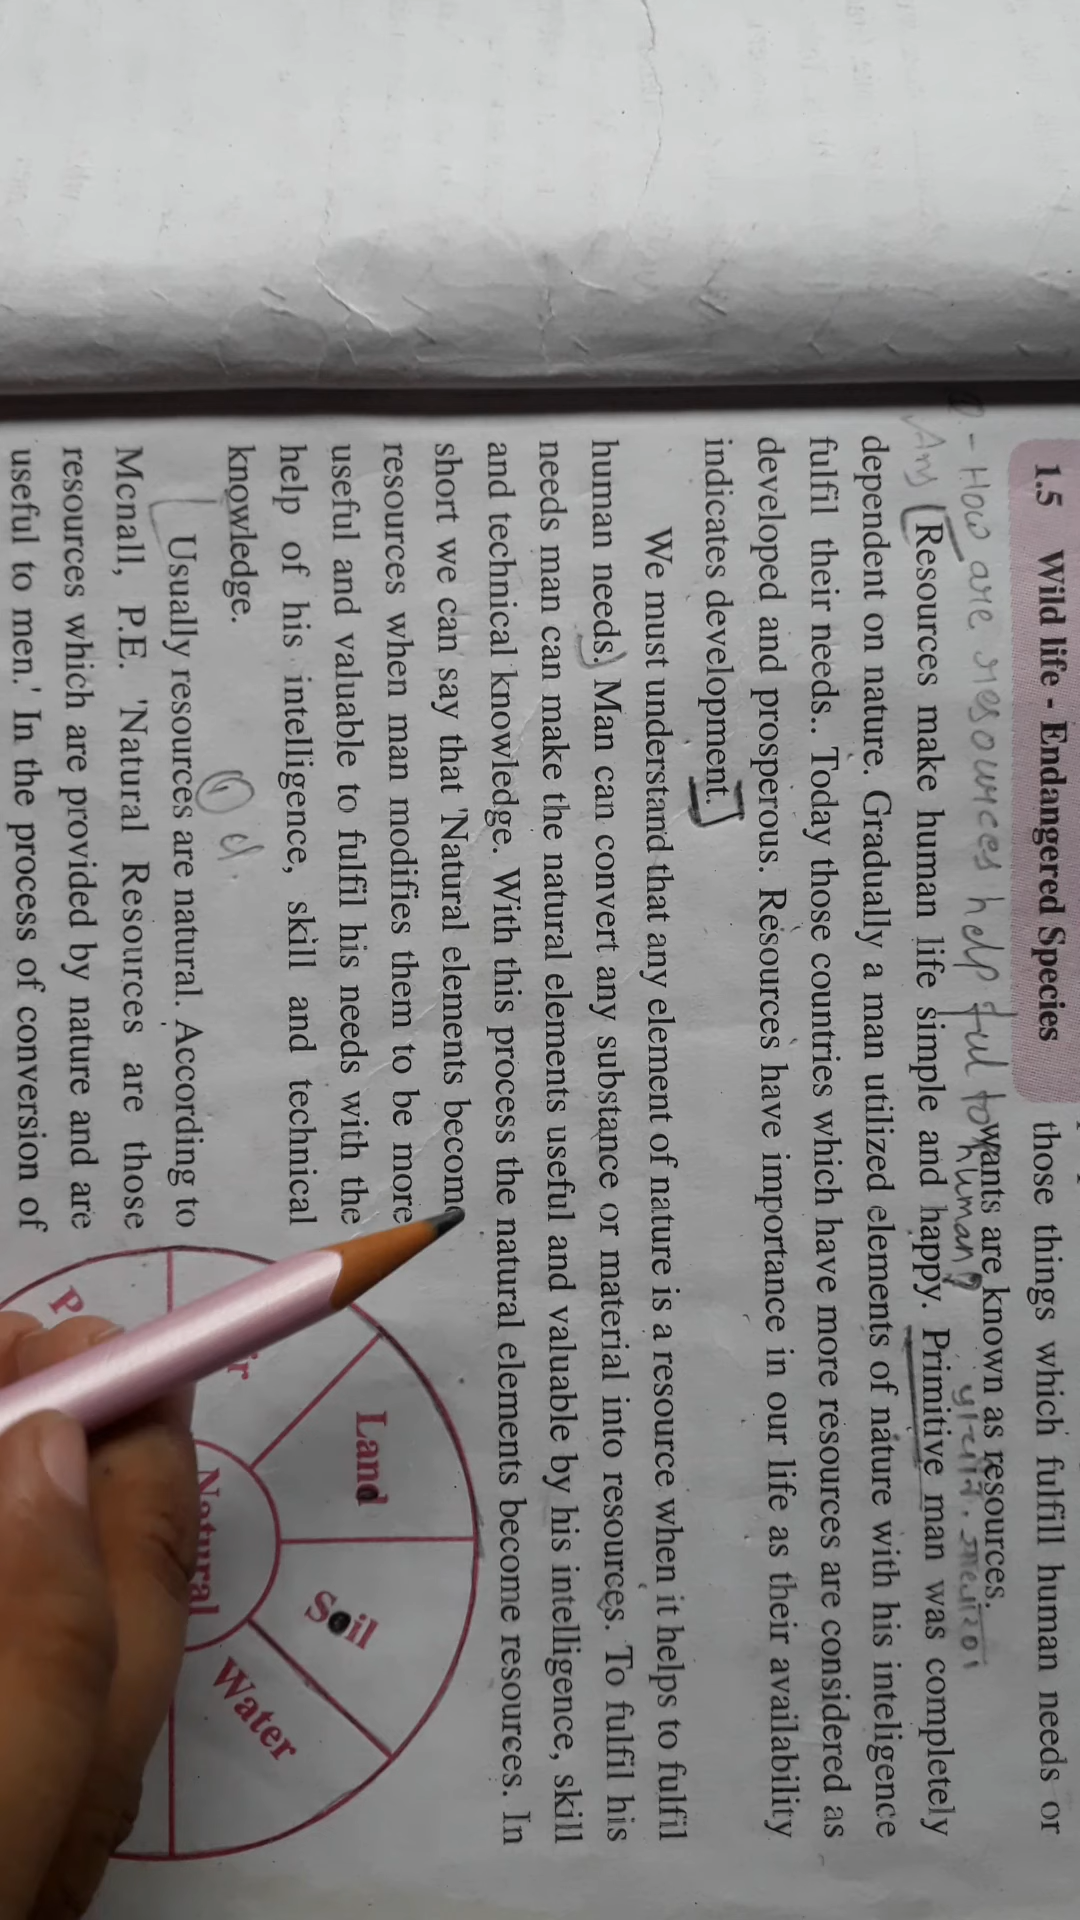 1.5 Wild life - Endangered Species
those things which fulfill human needs or
wants are known as resources.
Q - How are resources helpful to human?
Ans
Resources make human life simple and happy. Primitive man was completely
dependent on nature. Gradually a man utilized elements of nature with his inteligence
fulfil their needs.. Today those countries which have more resources are considered as
developed and prosperous. Resources have importance in our life as their availability
indicates development.
We must understand that any element of nature is a resource when it helps to fulfil
human needs. Man can convert any substance or material into resources. To fulfil his
needs man can make the natural elements useful and valuable by his intelligence, skill
and technical knowledge. With this process the natural elements become resources. In
short we can say that 'Natural elements become
resources when man modifies them to be more
useful and valuable to fulfil his needs with the
help of his intelligence, skill and technical
knowledge.
Usually resources are natural. According to
Mcnall, P.E. 'Natural Resources are those
resources which are provided by nature and are
useful to men.' In the process of conversion of
Land
Soil
Water
Natural